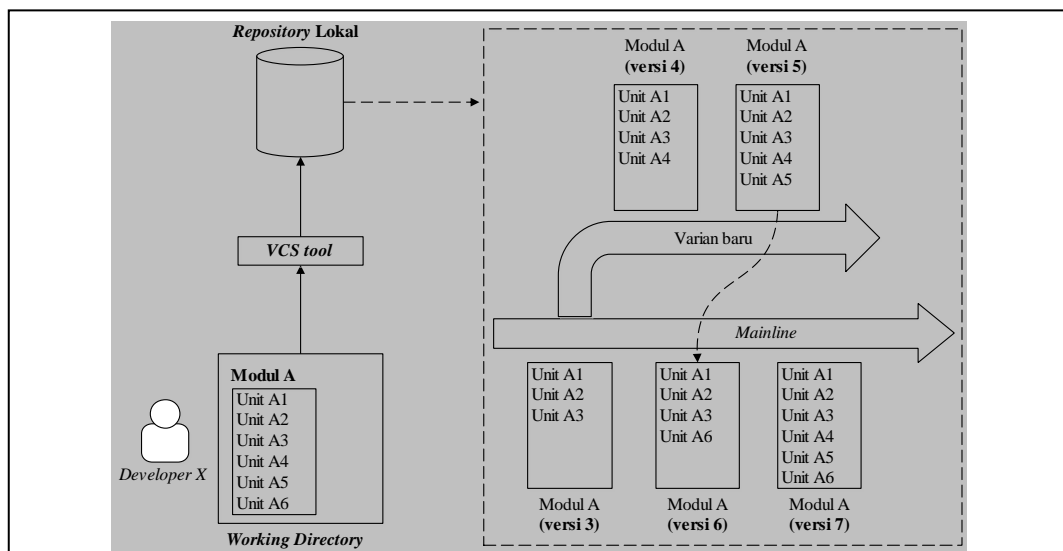 Repository Lokal
VCS tool
Modul A
Unit A1
Unit A2
Unit A3
Unit A4
Unit A5
Unit A6
Developer X
Working Directory
Modul A
(versi 4)
Unit A1
Unit A2
Unit A3
Unit A4
Modul A
(versi 5)
Unit A1
Unit A2
Unit A3
Unit A4
Unit A5
Varian baru
Mainline
Unit A1
Unit A2
Unit A3
Modul A
(versi 3)
Unit A1
Unit A2
Unit A3
Unit A6
Modul A
(versi 6)
Unit A1
Unit A2
Unit A3
Unit A4
Unit A5
Unit A6
Modul A
(versi 7)